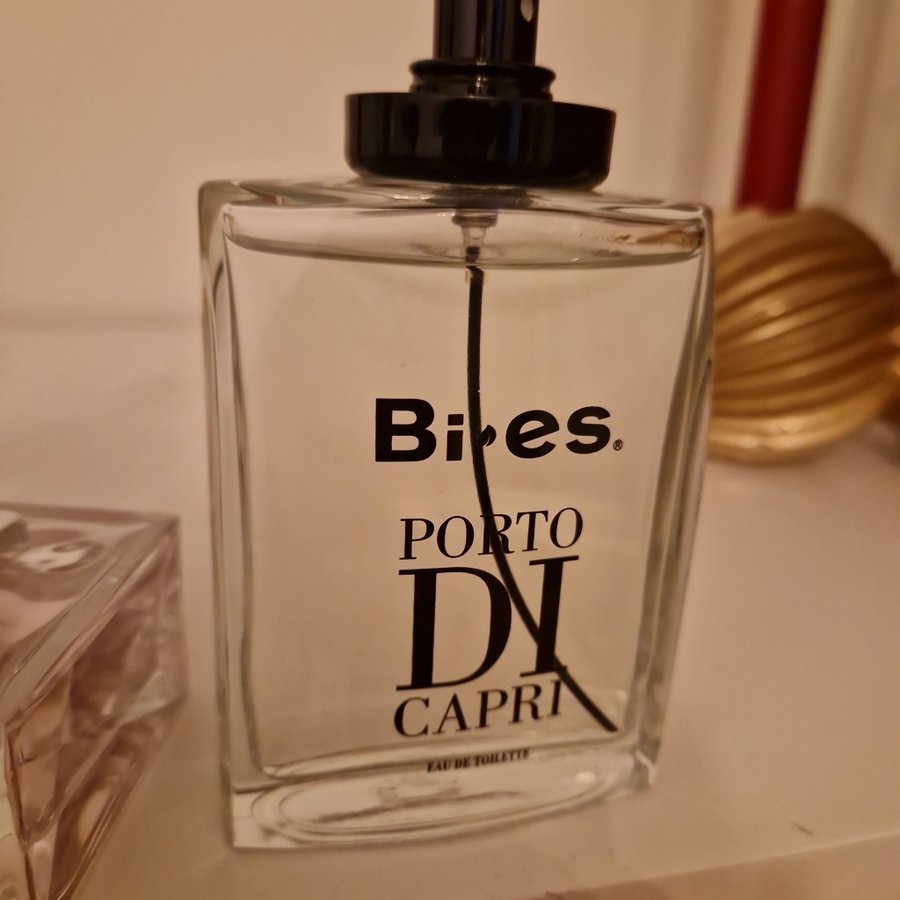 Bi-es®
PORTO
DI
CAPRI
EAU DE TOILETTE